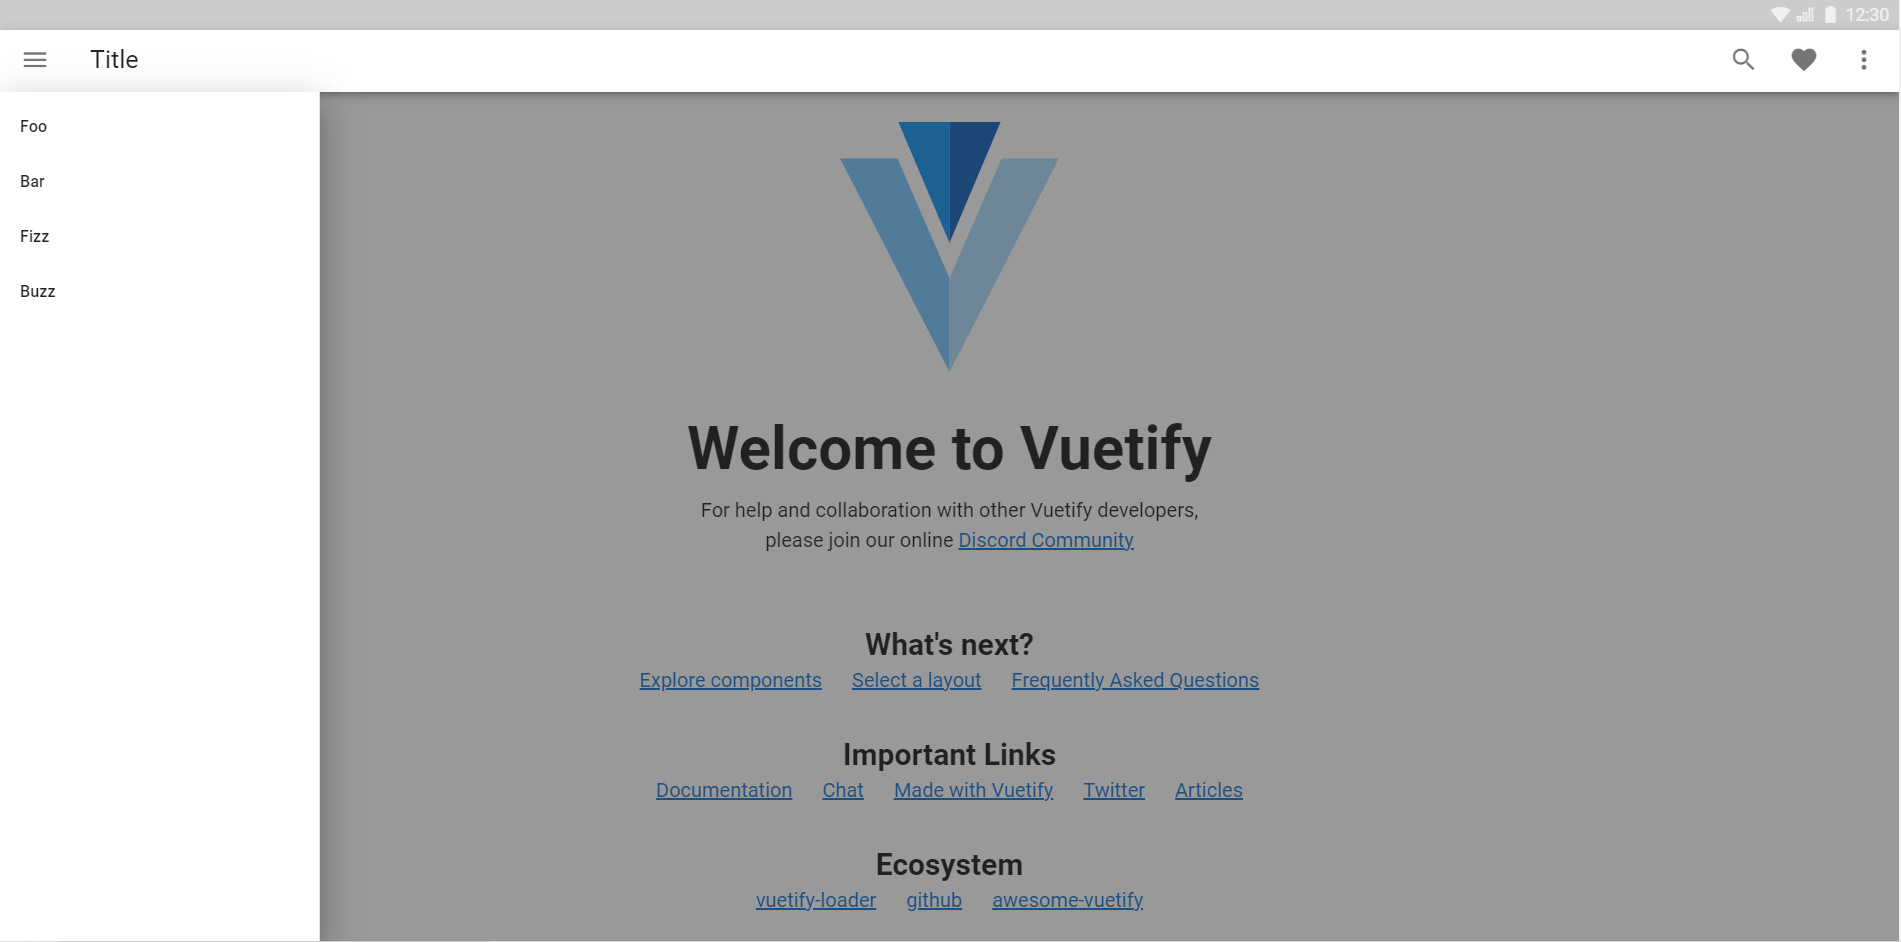 12:30
Title
Foo
Bar
Fizz
Buzz
Welcome to Vuetify
For help and collaboration with other Vuetify developers,
please join our online Discord Community
What's next?
Explore components Select a layout Frequently Asked Questions
Important Links
Documentation Chat Made with Vuetify Twitter Articles
Ecosystem
vuetify-loader github awesome-vuetify